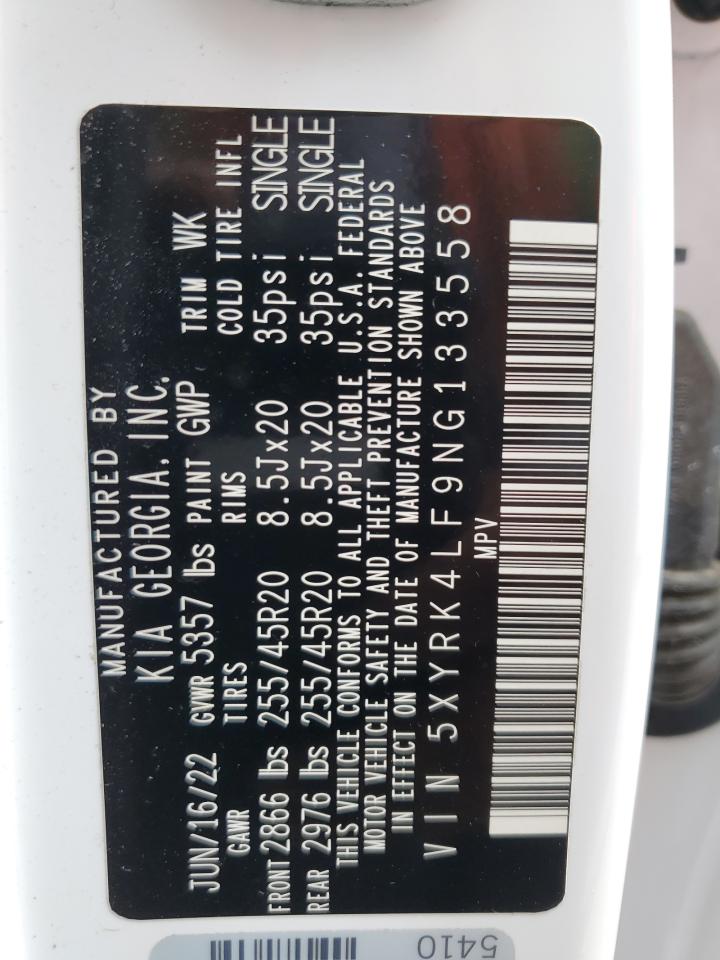 MANUFACTURED BY
KIA GEORGIA, INC.
JUN/16/22 GVWR 5357 lbs PAINT GWP TRIM WK
GAWR TIRES RIMS COLD TIRE INFL
FRONT 2866 lbs 255/45R20 8.5Jx20 35psi SINGLE
REAR 2976 lbs 255/45R20 8.5Jx20 35psi SINGLE
THIS VEHICLE CONFORMS TO ALL APPLICABLE U.S.A. FEDERAL
MOTOR VEHICLE SAFETY AND THEFT PREVENTION STANDARDS
IN EFFECT ON THE DATE OF MANUFACTURE SHOWN ABOVE
VIN 5XYRK4LF9NG133558
MPV
5410